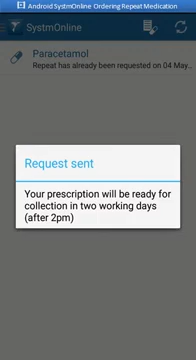 Android SystmOnline Ordering Repeat Medication
SystmOnline
Paracetamol
Repeat has already been requested on 04 May...
Request sent
Your prescription will be ready for
collection in two working days
(after 2pm)